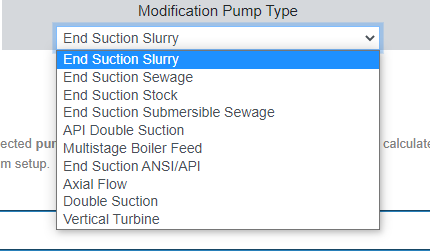 Modification Pump Type
End Suction Slurry
End Suction Slurry
End Suction Sewage
End Suction Stock
End Suction Submersible Sewage
API Double Suction
Multistage Boiler Feed
End Suction ANSI/API
Axial Flow
Double Suction
Vertical Turbine
ected calculate
m setup.